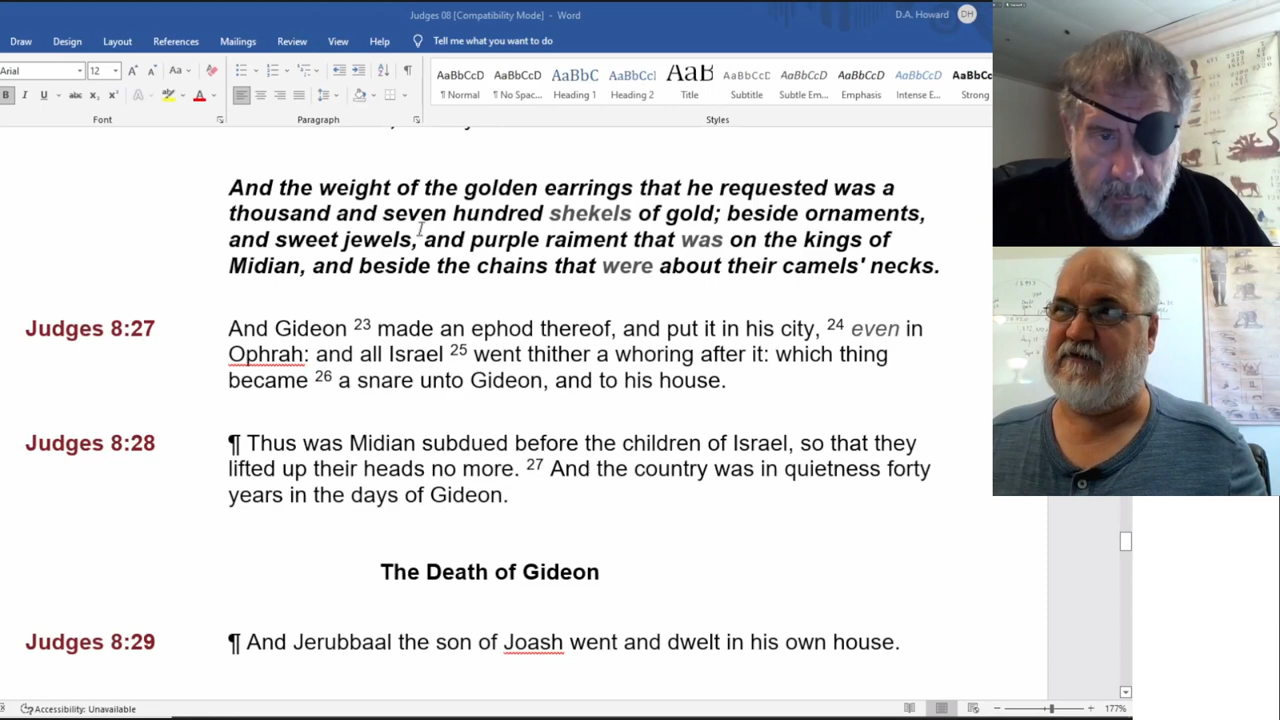 Judges 08 [Compatibility Mode] - Word
D.A. Howard
DH
Draw Design Layout References Mailings Review View Help Tell me what you want to do
Arial 12 Aa
B I U abc x₂ x² A A
Font Paragraph Styles
AaBbCcD AaBbCcD AaBbC AaBbCcI AaB AaBbCcD AaBbCcD AaBbCcD AaBbCcD AaBbCc
¶ Normal ¶ No Spac... Heading 1 Heading 2 Title Subtitle Subtle Em... Emphasis Intense E... Strong
And the weight of the golden earrings that he requested was a
thousand and seven hundred shekels of gold; beside ornaments,
and sweet jewels, and purple raiment that was on the kings of
Midian, and beside the chains that were about their camels' necks.
Judges 8:27 And Gideon 23 made an ephod thereof, and put it in his city, 24 even in
Ophrah: and all Israel 25 went thither a whoring after it: which thing
became 26 a snare unto Gideon, and to his house.
Judges 8:28 ¶ Thus was Midian subdued before the children of Israel, so that they
lifted up their heads no more. 27 And the country was in quietness forty
years in the days of Gideon.
The Death of Gideon
Judges 8:29 ¶ And Jerubbaal the son of Joash went and dwelt in his own house.
Accessibility: Unavailable
177%